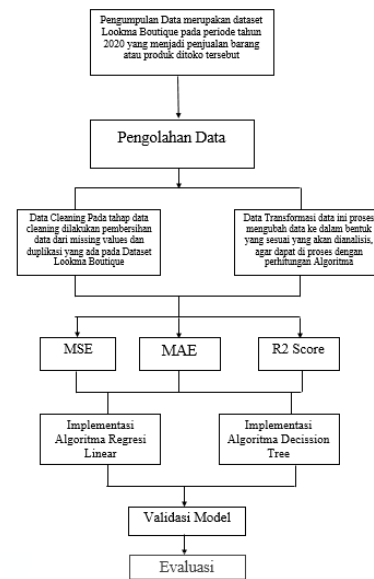 Pengumpulan Data merupakan dataset
Lookma Boutique pada periode tahun
2020 yang menjadi penjualan barang
atau produk ditoko tersebut
Pengolahan Data
Data Cleaning Pada tahap data
cleaning dilakukan pembersihan
data dari missing values dan
duplikasi yang ada pada Dataset
Lookma Boutique
Data Transformasi data ini proses
mengubah data ke dalam bentuk
yang sesuai yang akan dianalisis,
agar dapat di proses dengan
perhitungan Algoritma
MSE
MAE
R2 Score
Implementasi
Algoritma Regresi
Linear
Implementasi
Algoritma Decission
Tree
Validasi Model
Evaluasi